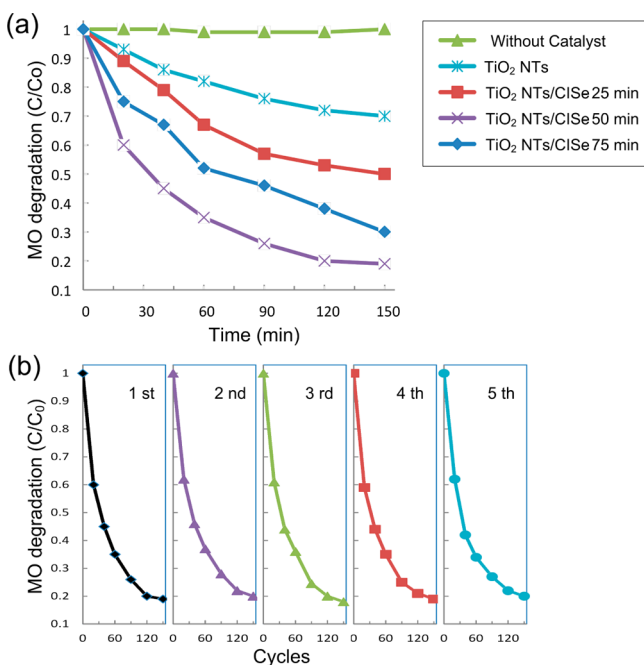 (a)
MO degradation (C/Co)
1
0.9
0.8
0.7
0.6
0.5
0.4
0.3
0.2
0.1
0 30 60 90 120 150
Time (min)
Without Catalyst
TiO2 NTs
TiO2 NTs/CISe 25 min
TiO2 NTs/CISe 50 min
TiO2 NTs/CISe 75 min
(b)
MO degradation (C/C0)
1
0.9
0.8
0.7
0.6
0.5
0.4
0.3
0.2
0.1
1 st 2 nd 3 rd 4 th 5 th
0 60 120 0 60 120 0 60 120 0 60 120 0 60 120
Cycles